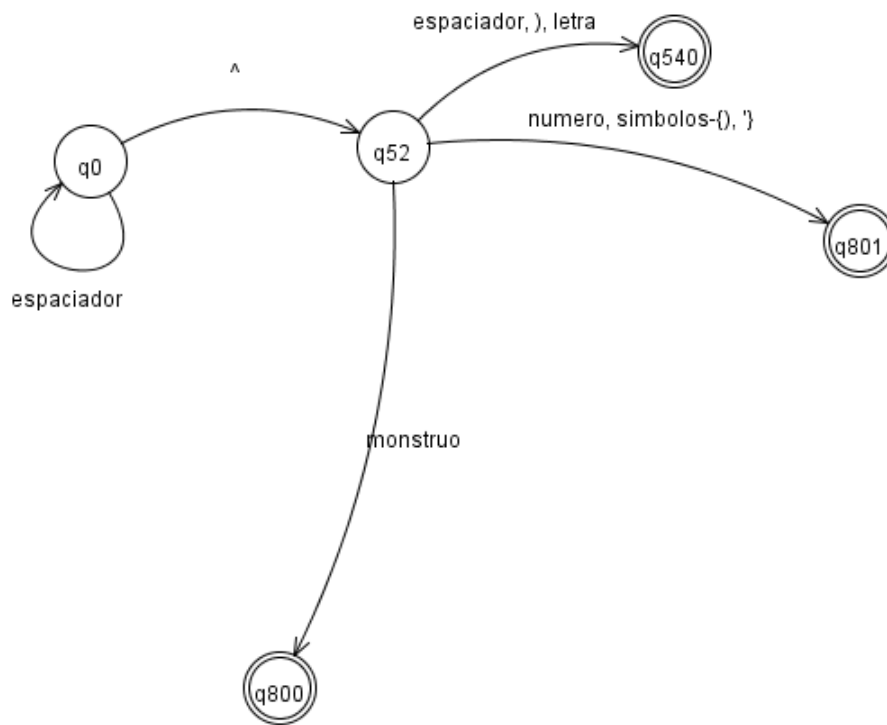 espaciador, ), letra
q540
^
numero, simbolos-{), '}
q52
q0
q801
espaciador
monstruo
q800